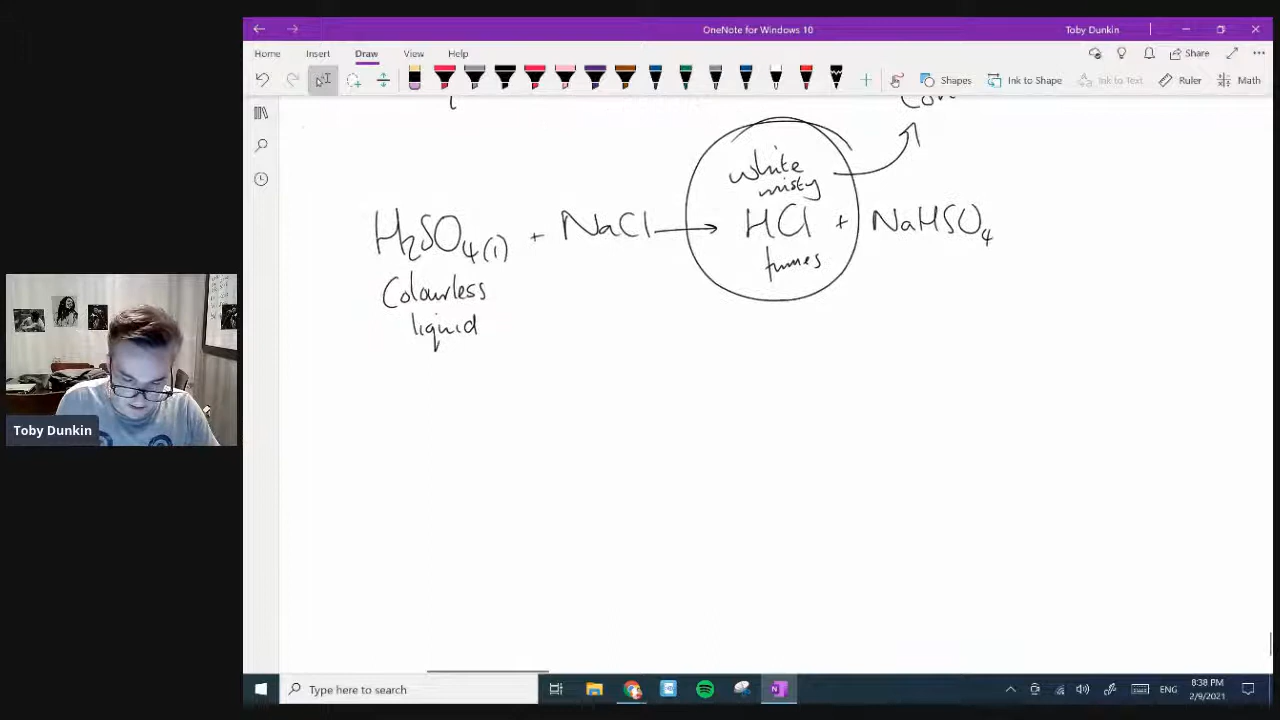 OneNote for Windows 10
Toby Dunkin
Home Insert Draw View Help
Share
Shapes Ink to Shape Ink to Text Ruler Math
white
misty
H₂SO₄(l) + NaCl → HCl + NaHSO₄
fumes
Colourless
liquid
Toby Dunkin
Type here to search
ENG
8:38 PM
2/9/2021